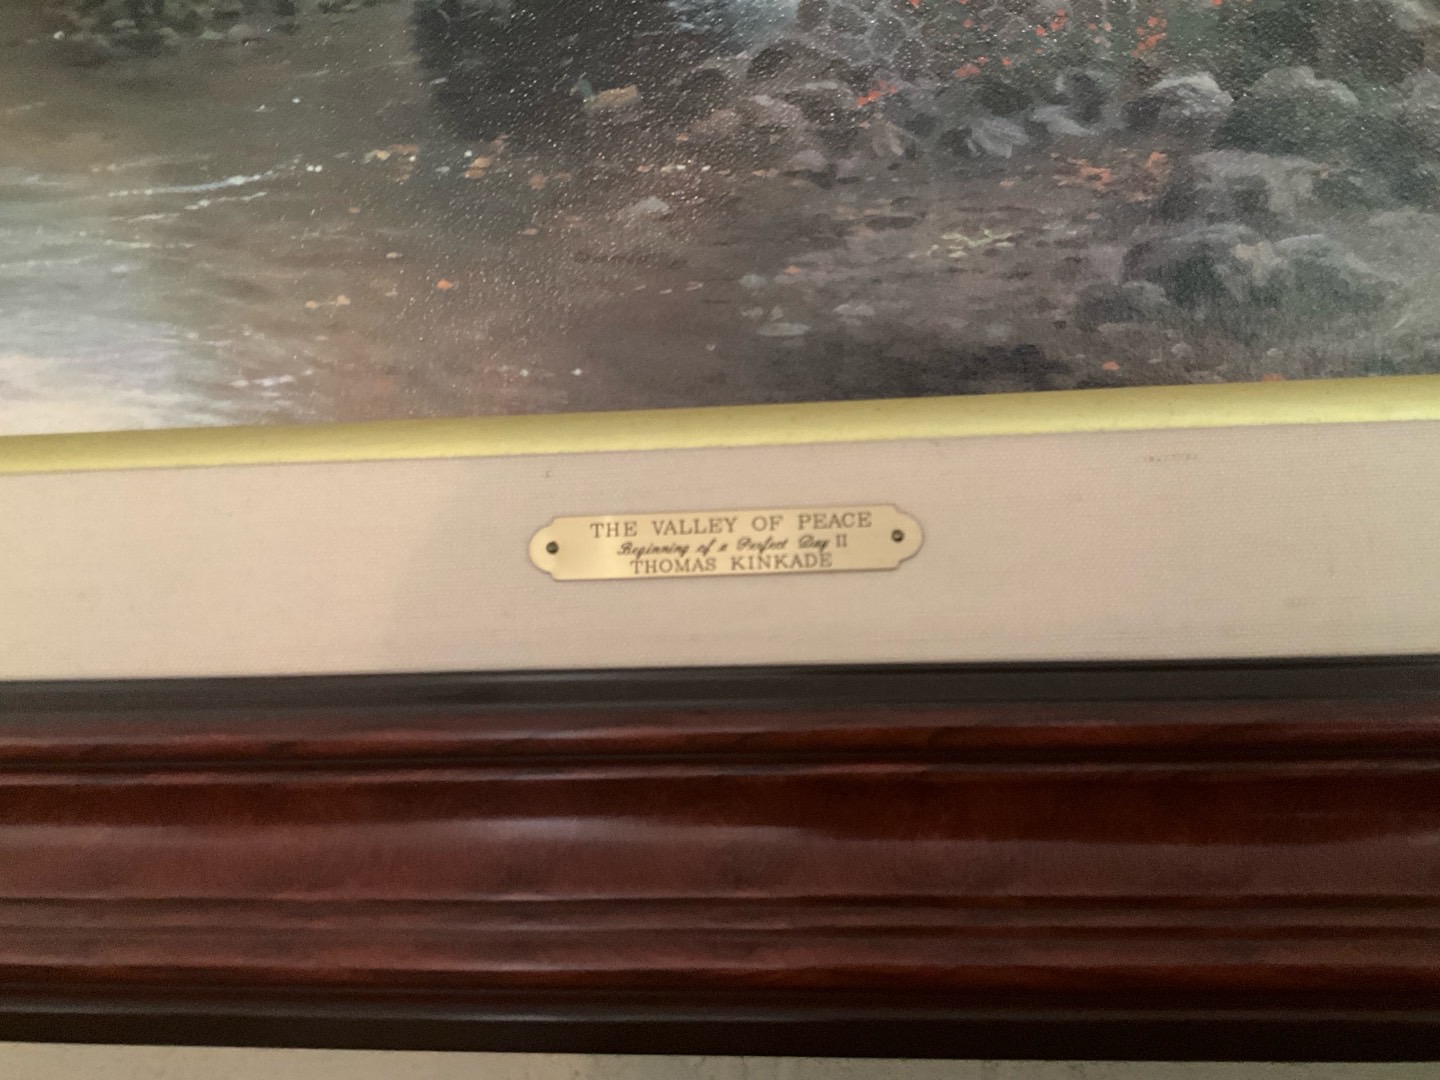 THE VALLEY OF PEACE
Beginning of a Perfect Day II
THOMAS KINKADE